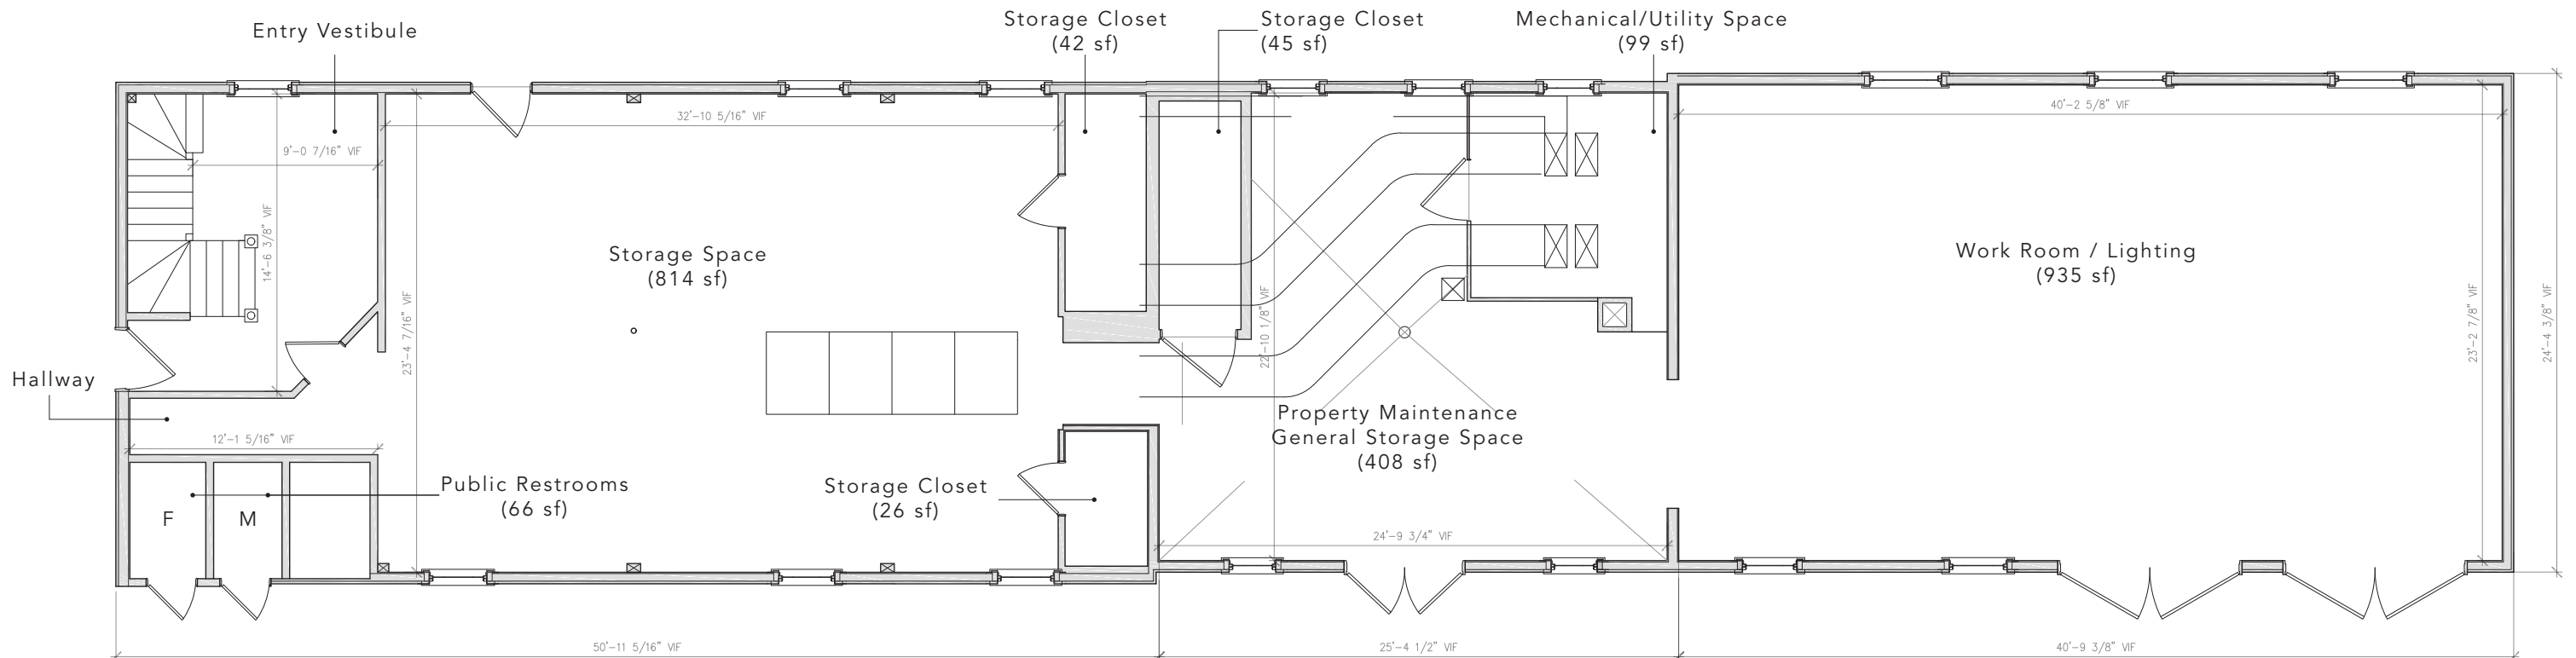 Entry Vestibule
Storage Closet
(42 sf)
Storage Closet
(45 sf)
Mechanical/Utility Space
(99 sf)
32'-10 5/16" VIF
40'-2 5/8" VIF
9'-0 7/16" VIF
14'-6 3/8" VIF
Storage Space
(814 sf)
Work Room / Lighting
(935 sf)
23'-4 7/16" VIF
22'-10 1/8" VIF
23'-2 7/8" VIF
24'-4 3/8" VIF
Hallway
12'-1 5/16" VIF
Property Maintenance
General Storage Space
(408 sf)
Public Restrooms
(66 sf)
F
M
Storage Closet
(26 sf)
24'-9 3/4" VIF
50'-11 5/16" VIF
25'-4 1/2" VIF
40'-9 3/8" VIF